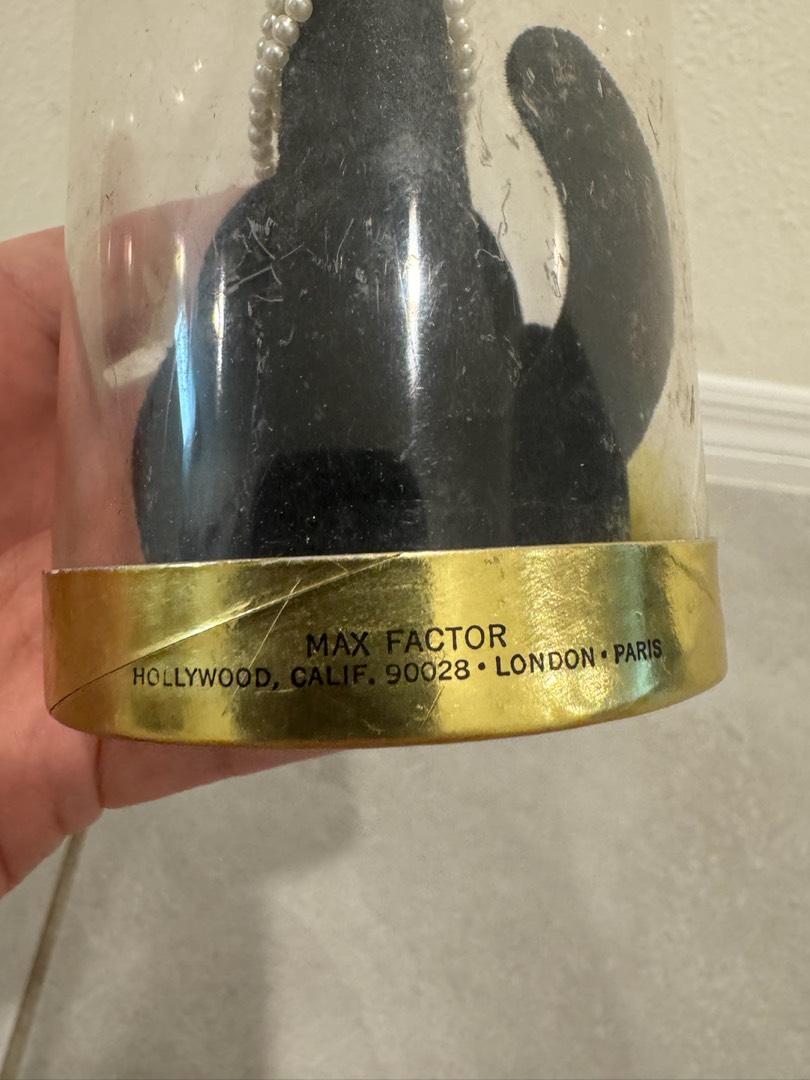 MAX FACTOR
HOLLYWOOD, CALIF. 90028 • LONDON • PARIS